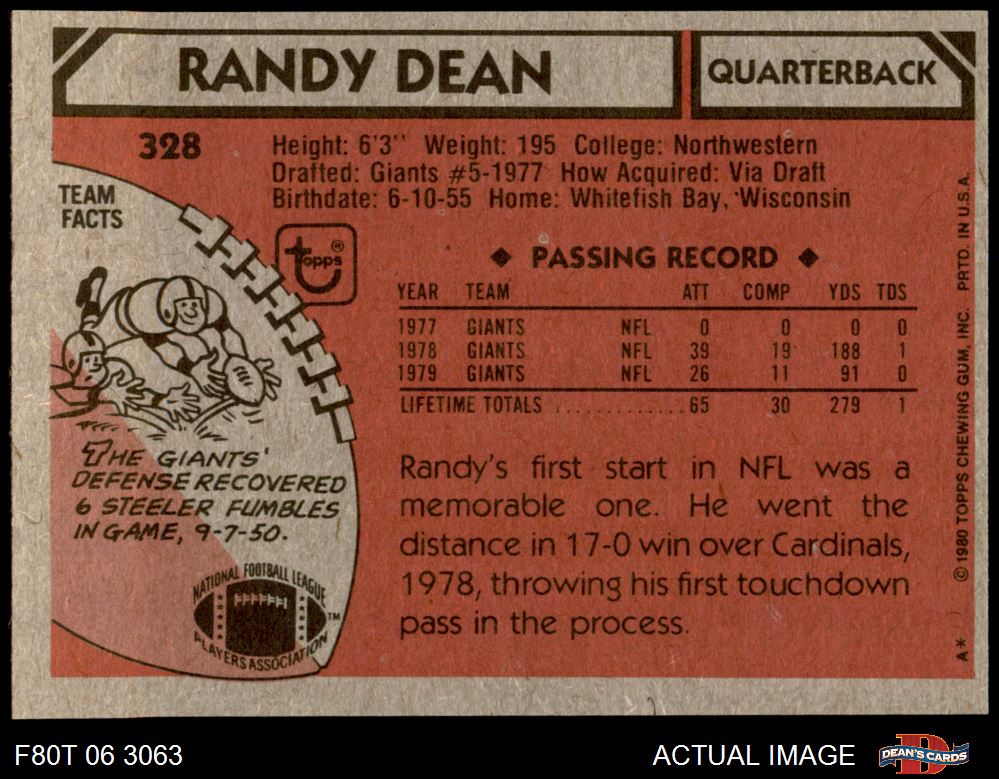 RANDY DEAN
QUARTERBACK
328
Height: 6'3" Weight: 195 College: Northwestern
Drafted: Giants #5-1977 How Acquired: Via Draft
Birthdate: 6-10-55 Home: Whitefish Bay, Wisconsin
TEAM
FACTS
topps ®
◆ PASSING RECORD ◆
YEAR TEAM ATT COMP YDS TDS
1977 GIANTS NFL 0 0 0 0
1978 GIANTS NFL 39 19 188 1
1979 GIANTS NFL 26 11 91 0
LIFETIME TOTALS ............ 65 30 279 1
THE GIANTS'
DEFENSE RECOVERED
6 STEELER FUMBLES
IN GAME, 9-7-50.
Randy's first start in NFL was a
memorable one. He went the
distance in 17-0 win over Cardinals,
1978, throwing his first touchdown
pass in the process.
NATIONAL FOOTBALL LEAGUE
PLAYERS ASSOCIATION
TM
A* © 1980 TOPPS CHEWING GUM, INC. PRTD. IN U.S.A.
F80T 06 3063
ACTUAL IMAGE
D
DEAN'S CARDS